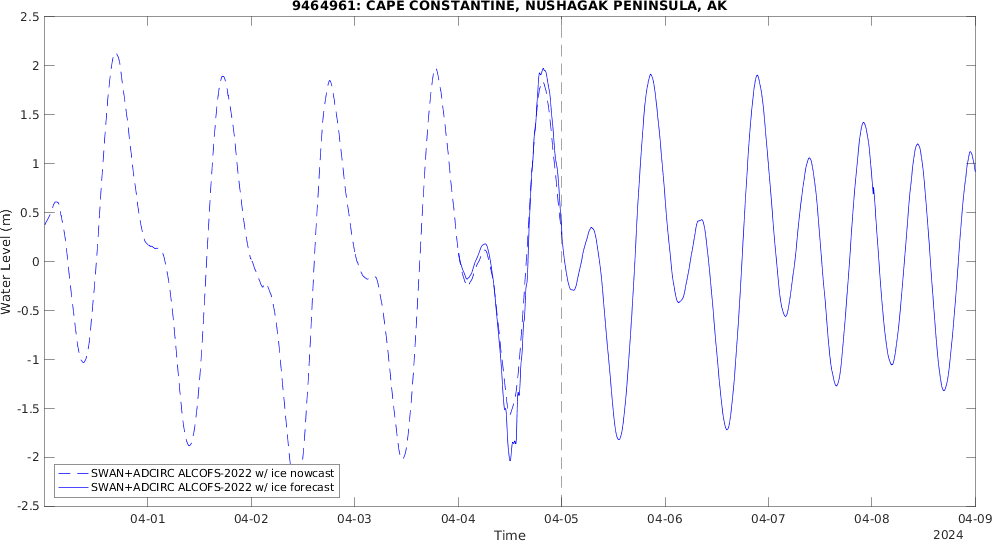 9464961: CAPE CONSTANTINE, NUSHAGAK PENINSULA, AK
2.5
2
1.5
1
0.5
0
-0.5
-1
-1.5
-2
-2.5
Water Level (m)
SWAN+ADCIRC ALCOFS-2022 w/ ice nowcast
SWAN+ADCIRC ALCOFS-2022 w/ ice forecast
04-01 04-02 04-03 04-04 04-05 04-06 04-07 04-08 04-09
Time
2024